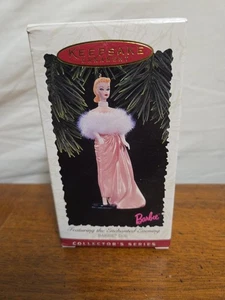 KEEPSAKE
Barbie
Featuring the Enchanted Evening
COLLECTOR'S SERIES